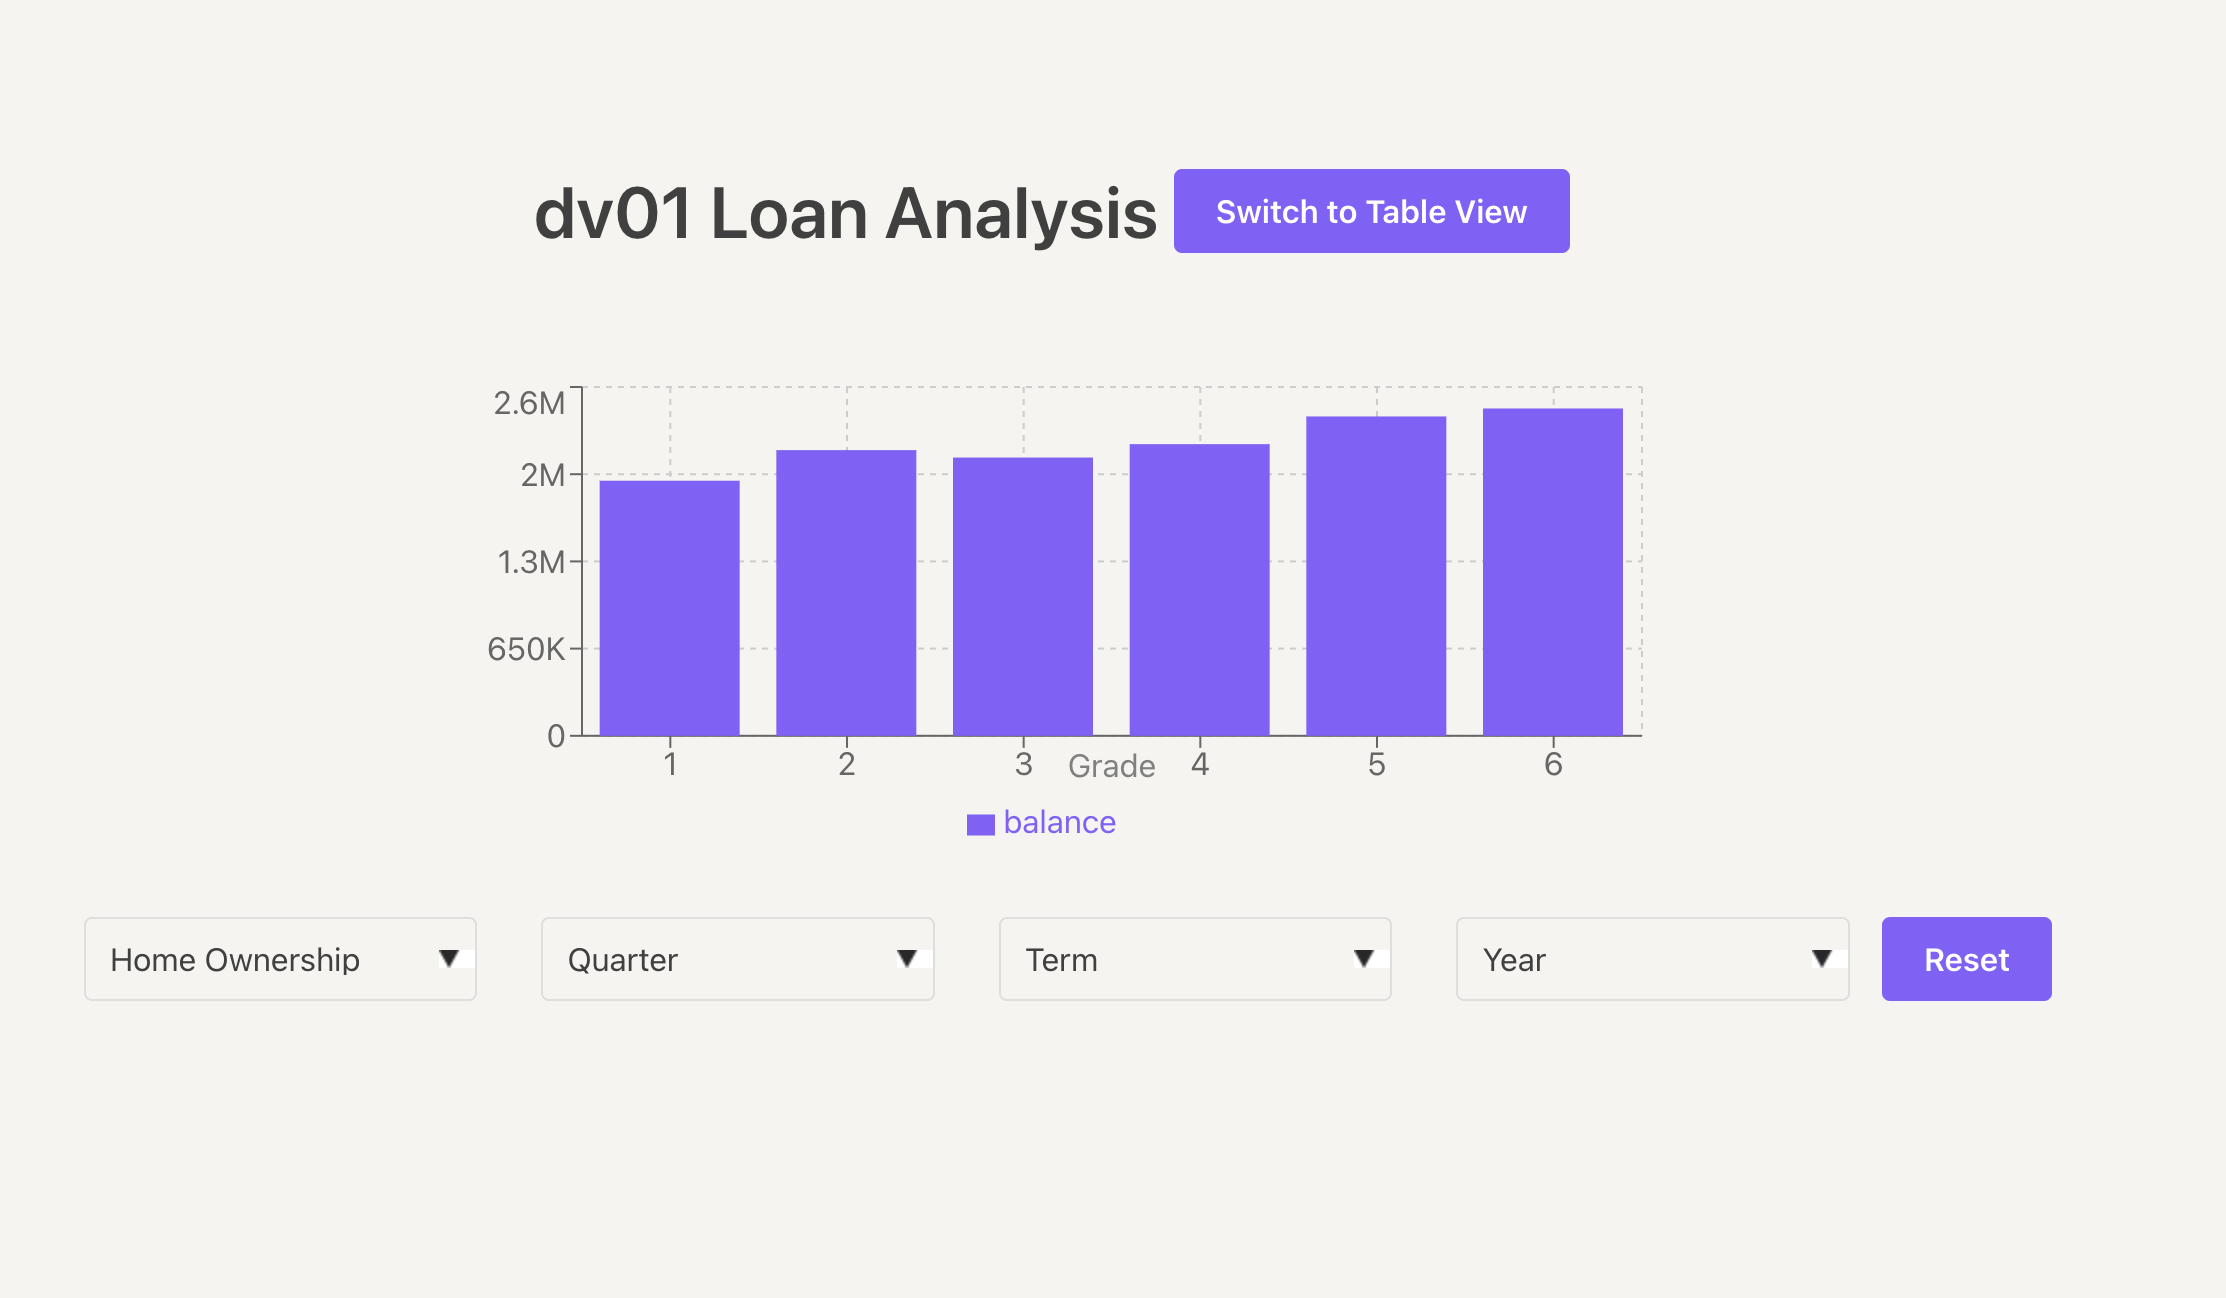 dv01 Loan Analysis
Switch to Table View
2.6M
2M
1.3M
650K
0
1 2 3 Grade 4 5 6
balance
Home Ownership
Quarter
Term
Year
Reset